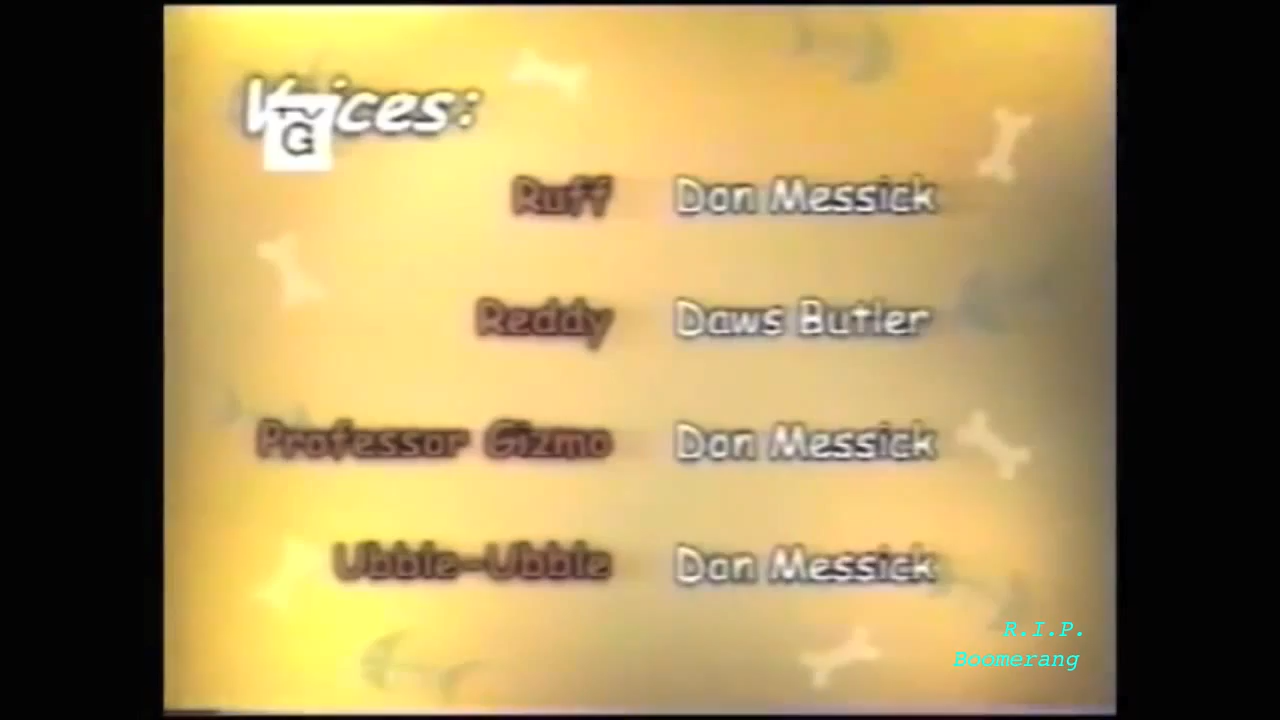 Voices:
TV
G
Ruff Don Messick
Reddy Daws Butler
Professor Gizmo Don Messick
Ubble-Ubble Don Messick
R.I.P.
Boomerang